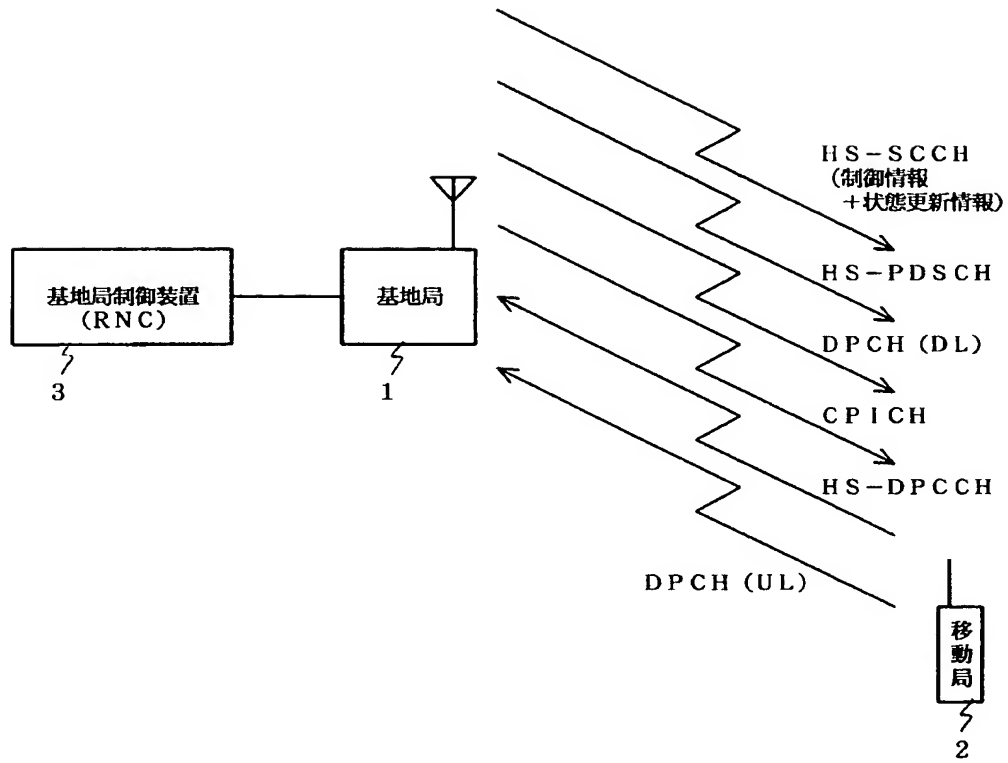 HS-SCCH
(制御情報
+状態更新情報)
HS-PDSCH
DPCH (DL)
CPICH
HS-DPCCH
DPCH (UL)
基地局制御装置
(RNC)
3
基地局
1
移動局
2